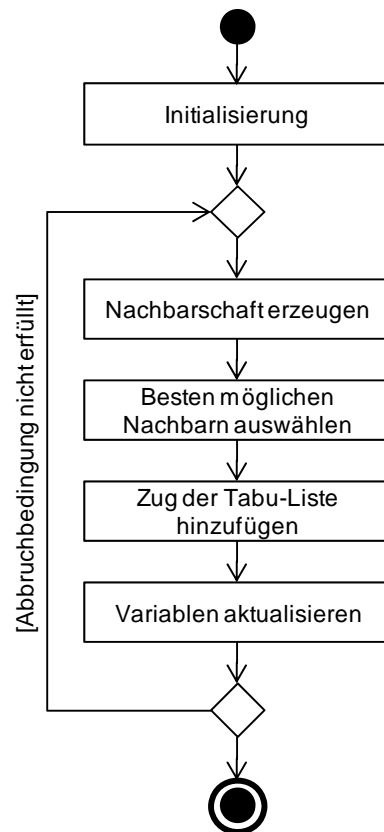 Initialisierung
Nachbarschaft erzeugen
Besten möglichen
Nachbarn auswählen
Zug der Tabu-Liste
hinzufügen
Variablen aktualisieren
[Abbruchbedingung nicht erfüllt]